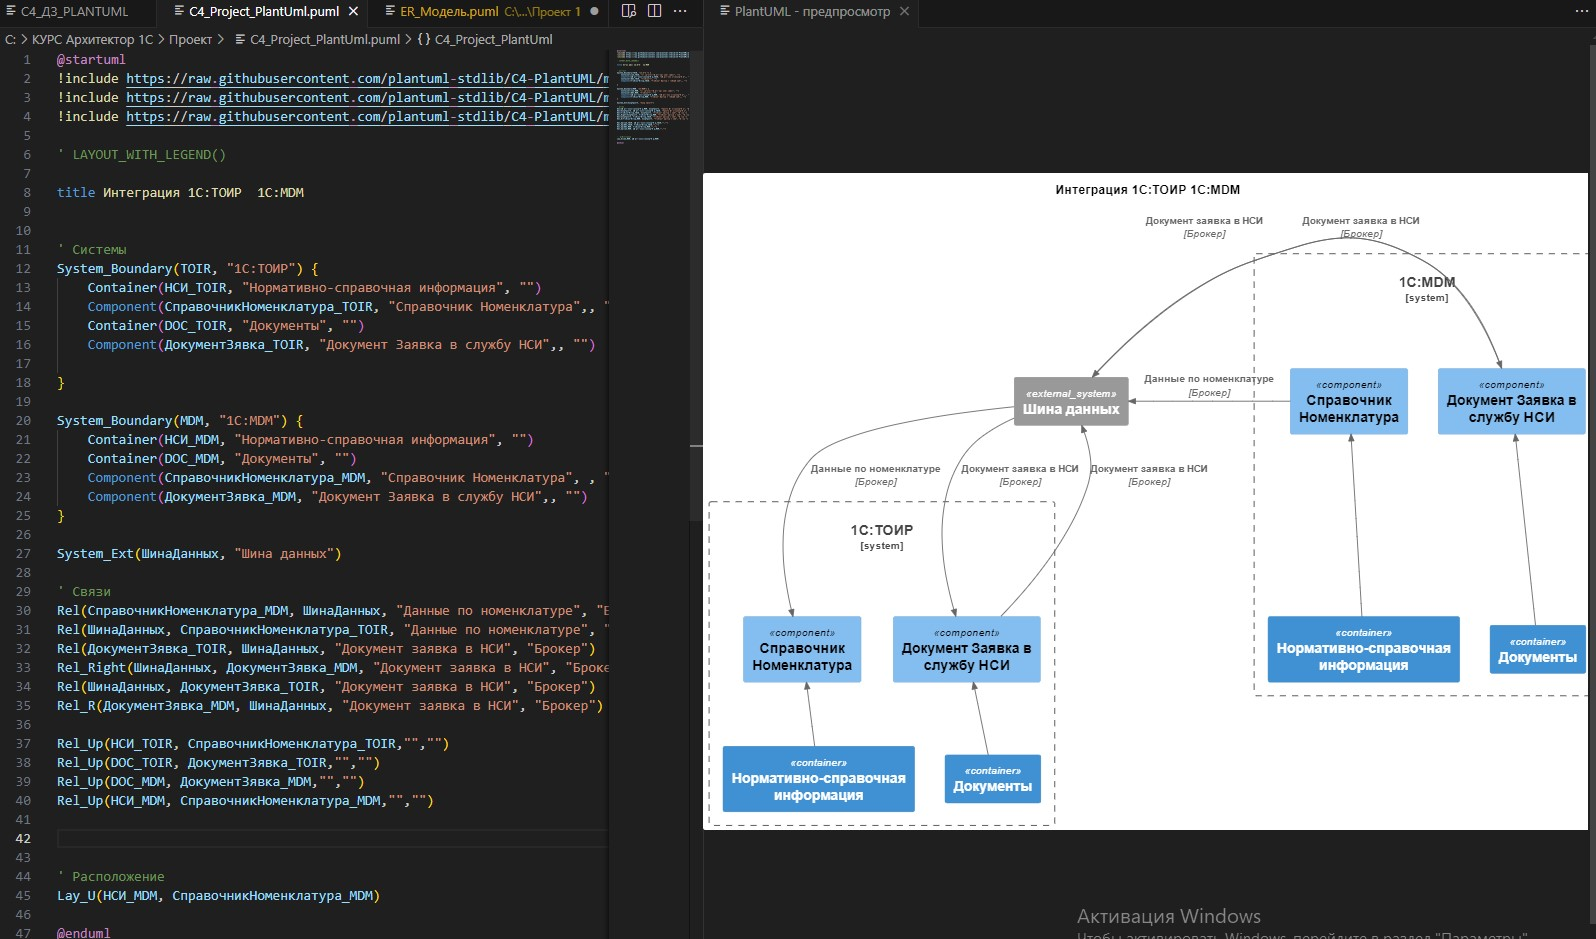 C4_ДЗ_PLANTUML
C4_Project_PlantUml.puml
ER_Модель.puml C:\...\Проект 1
PlantUML - предпросмотр
C: > КУРС Архитектор 1С > Проект > C4_Project_PlantUml.puml > {} C4_Project_PlantUml
1 @startuml
2 !include https://raw.githubusercontent.com/plantuml-stdlib/C4-PlantUML/m
3 !include https://raw.githubusercontent.com/plantuml-stdlib/C4-PlantUML/m
4 !include https://raw.githubusercontent.com/plantuml-stdlib/C4-PlantUML/m
5
6 ' LAYOUT_WITH_LEGEND()
7
8 title Интеграция 1С:ТОИР  1С:MDM
9
10
11 ' Системы
12 System_Boundary(TOIR, "1С:ТОИР") {
13 Container(НСИ_TOIR, "Нормативно-справочная информация", "")
14 Component(СправочникНоменклатура_TOIR, "Справочник Номенклатура",, "
15 Container(DOC_TOIR, "Документы", "")
16 Component(ДокументЗявка_TOIR, "Документ Заявка в службу НСИ",, "")
17
18 }
19
20 System_Boundary(MDM, "1С:MDM") {
21 Container(НСИ_MDM, "Нормативно-справочная информация", "")
22 Container(DOC_MDM, "Документы", "")
23 Component(СправочникНоменклатура_MDM, "Справочник Номенклатура", , "
24 Component(ДокументЗявка_MDM, "Документ Заявка в службу НСИ",, "")
25 }
26
27 System_Ext(ШинаДанных, "Шина данных")
28
29 ' Связи
30 Rel(СправочникНоменклатура_MDM, ШинаДанных, "Данные по номенклатуре", "Б
31 Rel(ШинаДанных, СправочникНоменклатура_TOIR, "Данные по номенклатуре", "
32 Rel(ДокументЗявка_TOIR, ШинаДанных, "Документ заявка в НСИ", "Брокер")
33 Rel_Right(ШинаДанных, ДокументЗявка_MDM, "Документ заявка в НСИ", "Броке
34 Rel(ШинаДанных, ДокументЗявка_TOIR, "Документ заявка в НСИ", "Брокер")
35 Rel_R(ДокументЗявка_MDM, ШинаДанных, "Документ заявка в НСИ", "Брокер")
36
37 Rel_Up(НСИ_TOIR, СправочникНоменклатура_TOIR,"","")
38 Rel_Up(DOC_TOIR, ДокументЗявка_TOIR,"","")
39 Rel_Up(DOC_MDM, ДокументЗявка_MDM,"","")
40 Rel_Up(НСИ_MDM, СправочникНоменклатура_MDM,"","")
41
42
43
44 ' Расположение
45 Lay_U(НСИ_MDM, СправочникНоменклатура_MDM)
46
47 @enduml
Интеграция 1С:ТОИР 1С:MDM
Документ заявка в НСИ
[Брокер]
Документ заявка в НСИ
[Брокер]
1С:MDM
[system]
«external_system»
Шина данных
Данные по номенклатуре
[Брокер]
«component»
Справочник
Номенклатура
«component»
Документ Заявка в
службу НСИ
Данные по номенклатуре
[Брокер]
Документ заявка в НСИ
[Брокер]
Документ заявка в НСИ
[Брокер]
1С:ТОИР
[system]
«component»
Справочник
Номенклатура
«component»
Документ Заявка в
службу НСИ
«container»
Нормативно-справочная
информация
«container»
Документы
«container»
Нормативно-справочная
информация
«container»
Документы
Активация Windows
Чтобы активировать Windows, перейдите в раздел "Параметры".